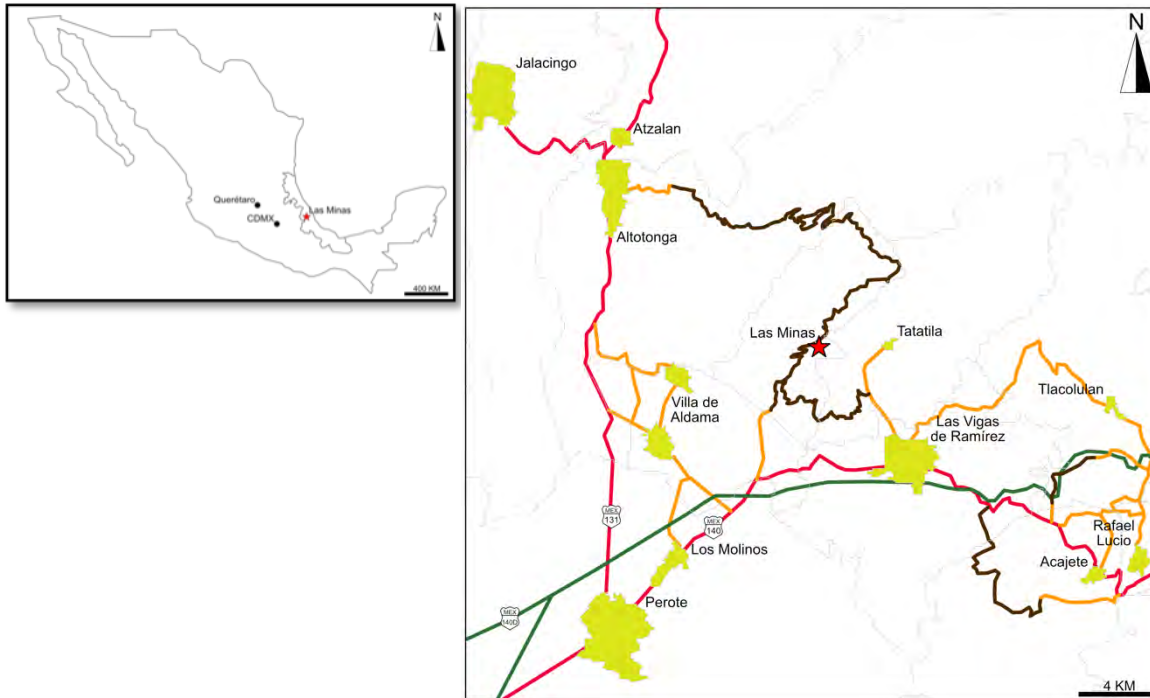 N
Querétaro
CDMX
Las Minas
400 KM
N
Jalacingo
Atzalan
Altotonga
Las Minas
Tatatila
Villa de
Aldama
Tlacolulan
Las Vigas
de Ramírez
MEX
131
MEX
140
Los Molinos
Rafael
Lucio
Acajete
Perote
MEX
140D
4 KM